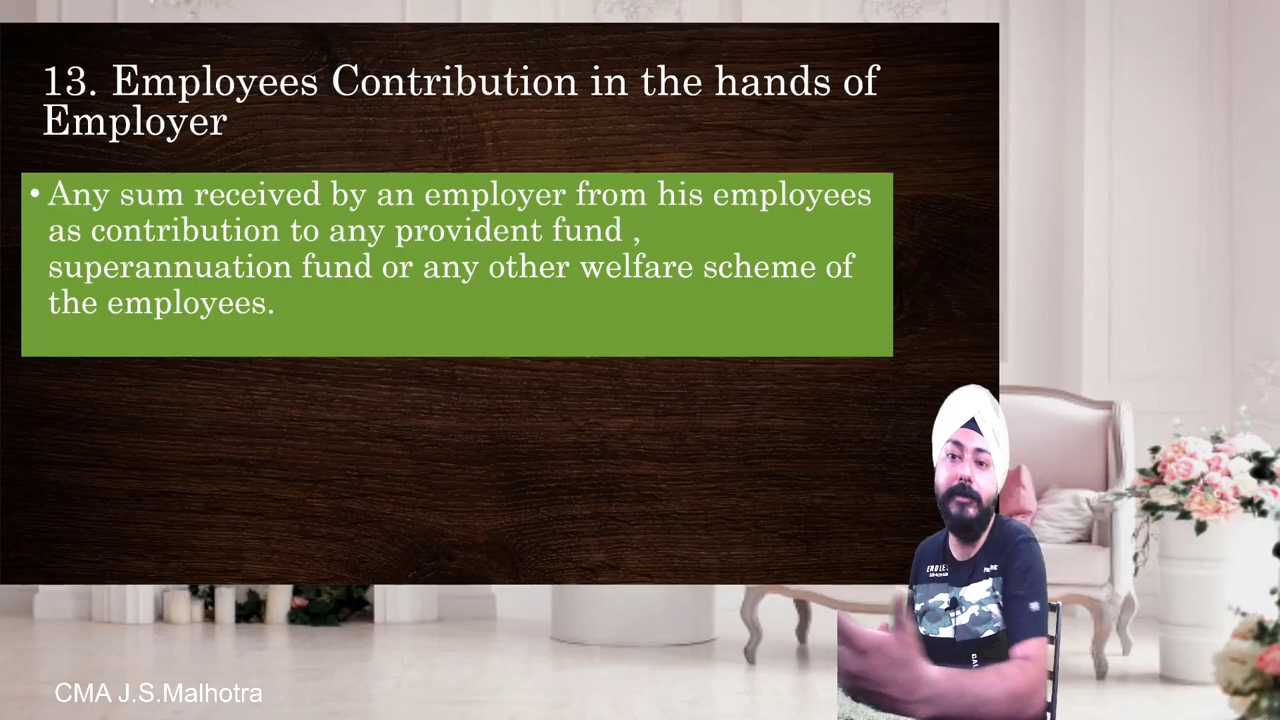 13. Employees Contribution in the hands of
Employer
• Any sum received by an employer from his employees
as contribution to any provident fund ,
superannuation fund or any other welfare scheme of
the employees.
CMA J.S.Malhotra